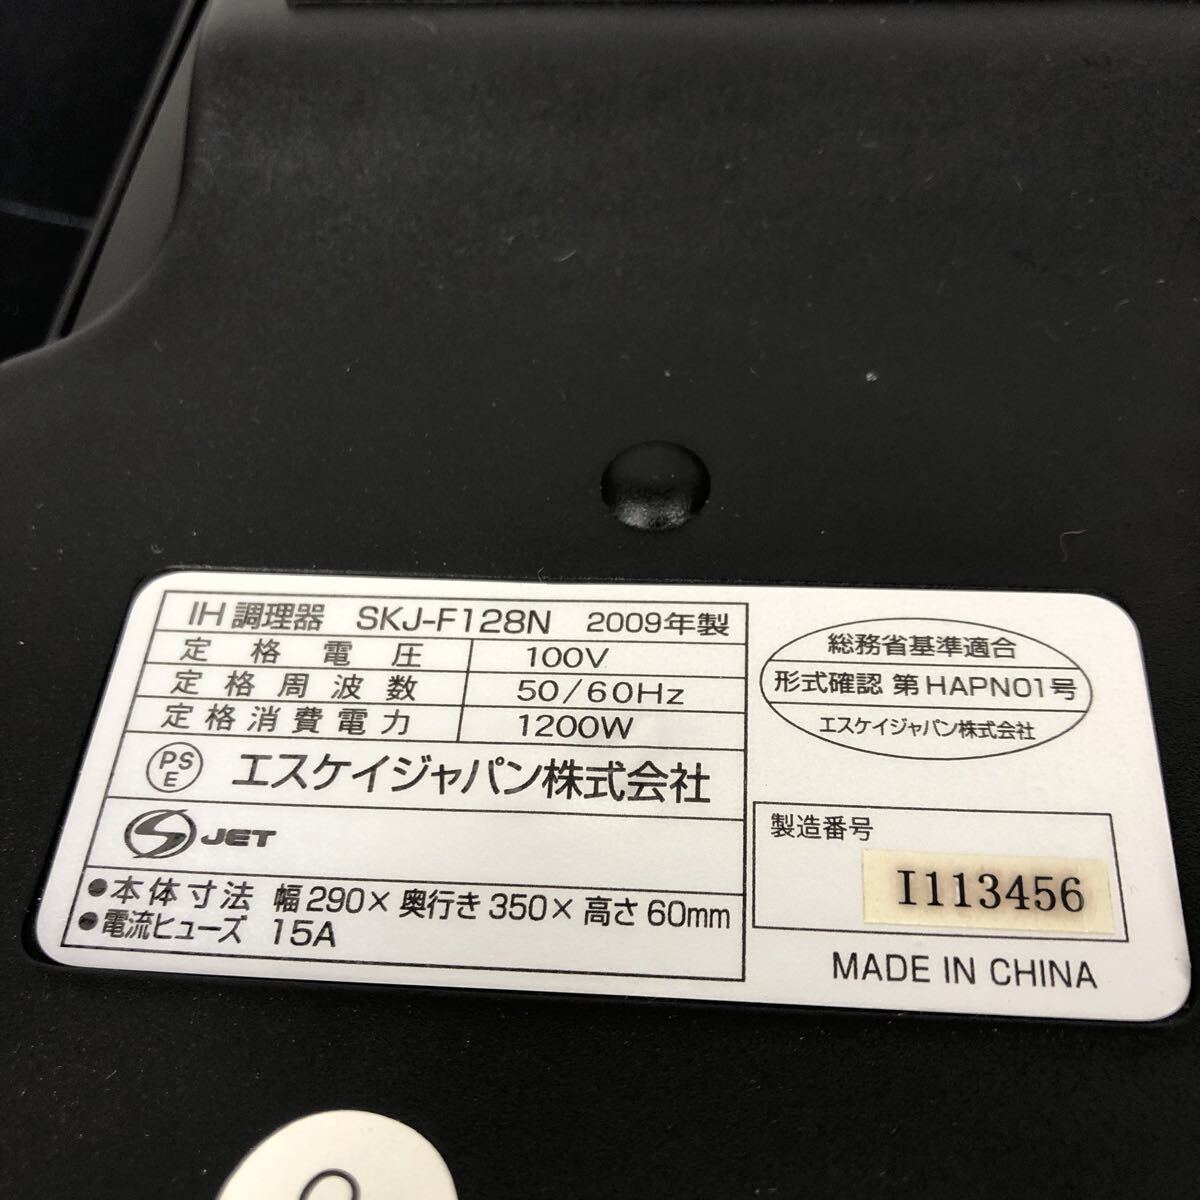 IH調理器 SKJ-F128N 2009年製
定格電圧 100V
定格周波数 50/60Hz
定格消費電力 1200W
PSE エスケイジャパン株式会社
S JET
●本体寸法 幅290×奥行き350×高さ60mm
●電流ヒューズ 15A
総務省基準適合
形式確認 第HAPN01号
エスケイジャパン株式会社
製造番号
I113456
MADE IN CHINA